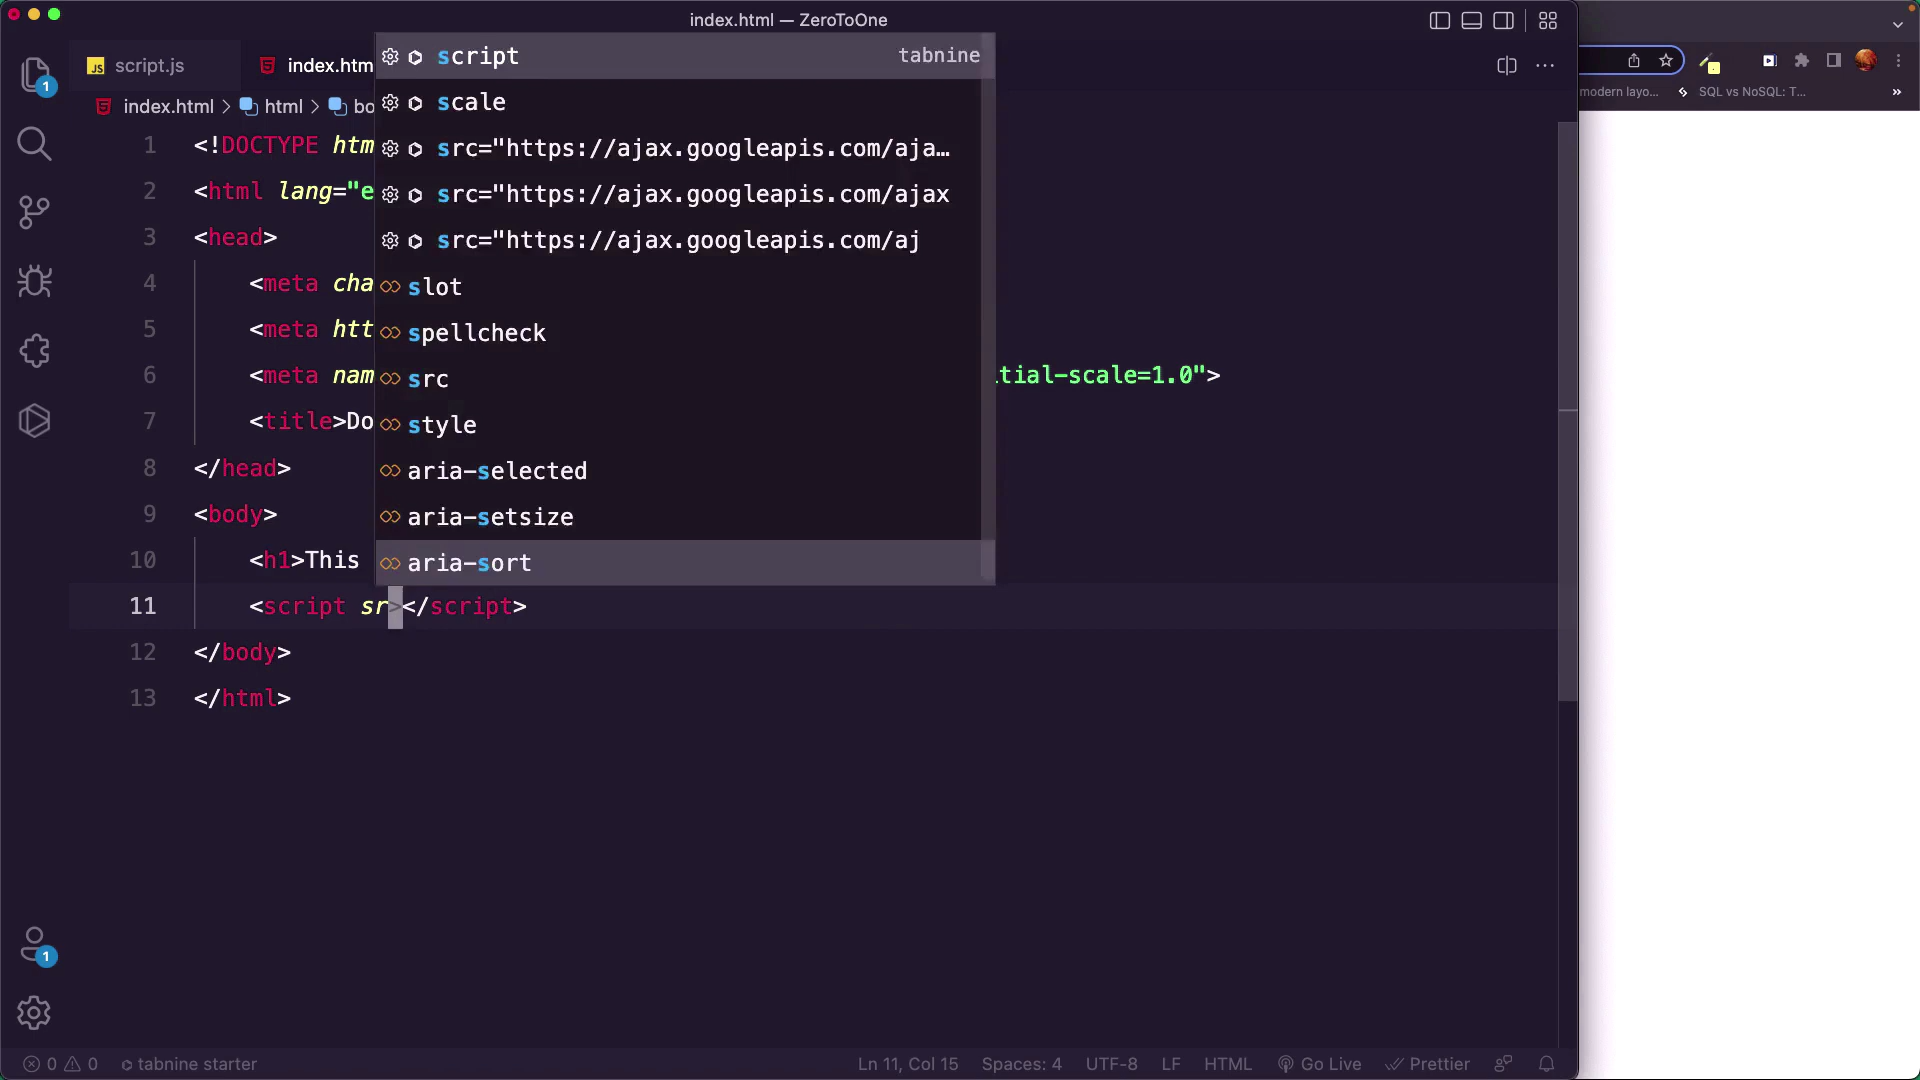 index.html — ZeroToOne
script.js
index.htm
index.html > html > bo
modern layo...
SQL vs NoSQL: T...
»
script tabnine
scale
src="https://ajax.googleapis.com/aja…
src="https://ajax.googleapis.com/ajax
src="https://ajax.googleapis.com/aj
slot
spellcheck
src
style
aria-selected
aria-setsize
aria-sort
1 <!DOCTYPE htm
2 <html lang="e
3 <head>
4 <meta cha
5 <meta htt
6 <meta nam tial-scale=1.0">
7 <title>Do
8 </head>
9 <body>
10 <h1>This
11 <script sr></script>
12 </body>
13 </html>
1
1
0 0 tabnine starter
Ln 11, Col 15 Spaces: 4 UTF-8 LF HTML Go Live Prettier